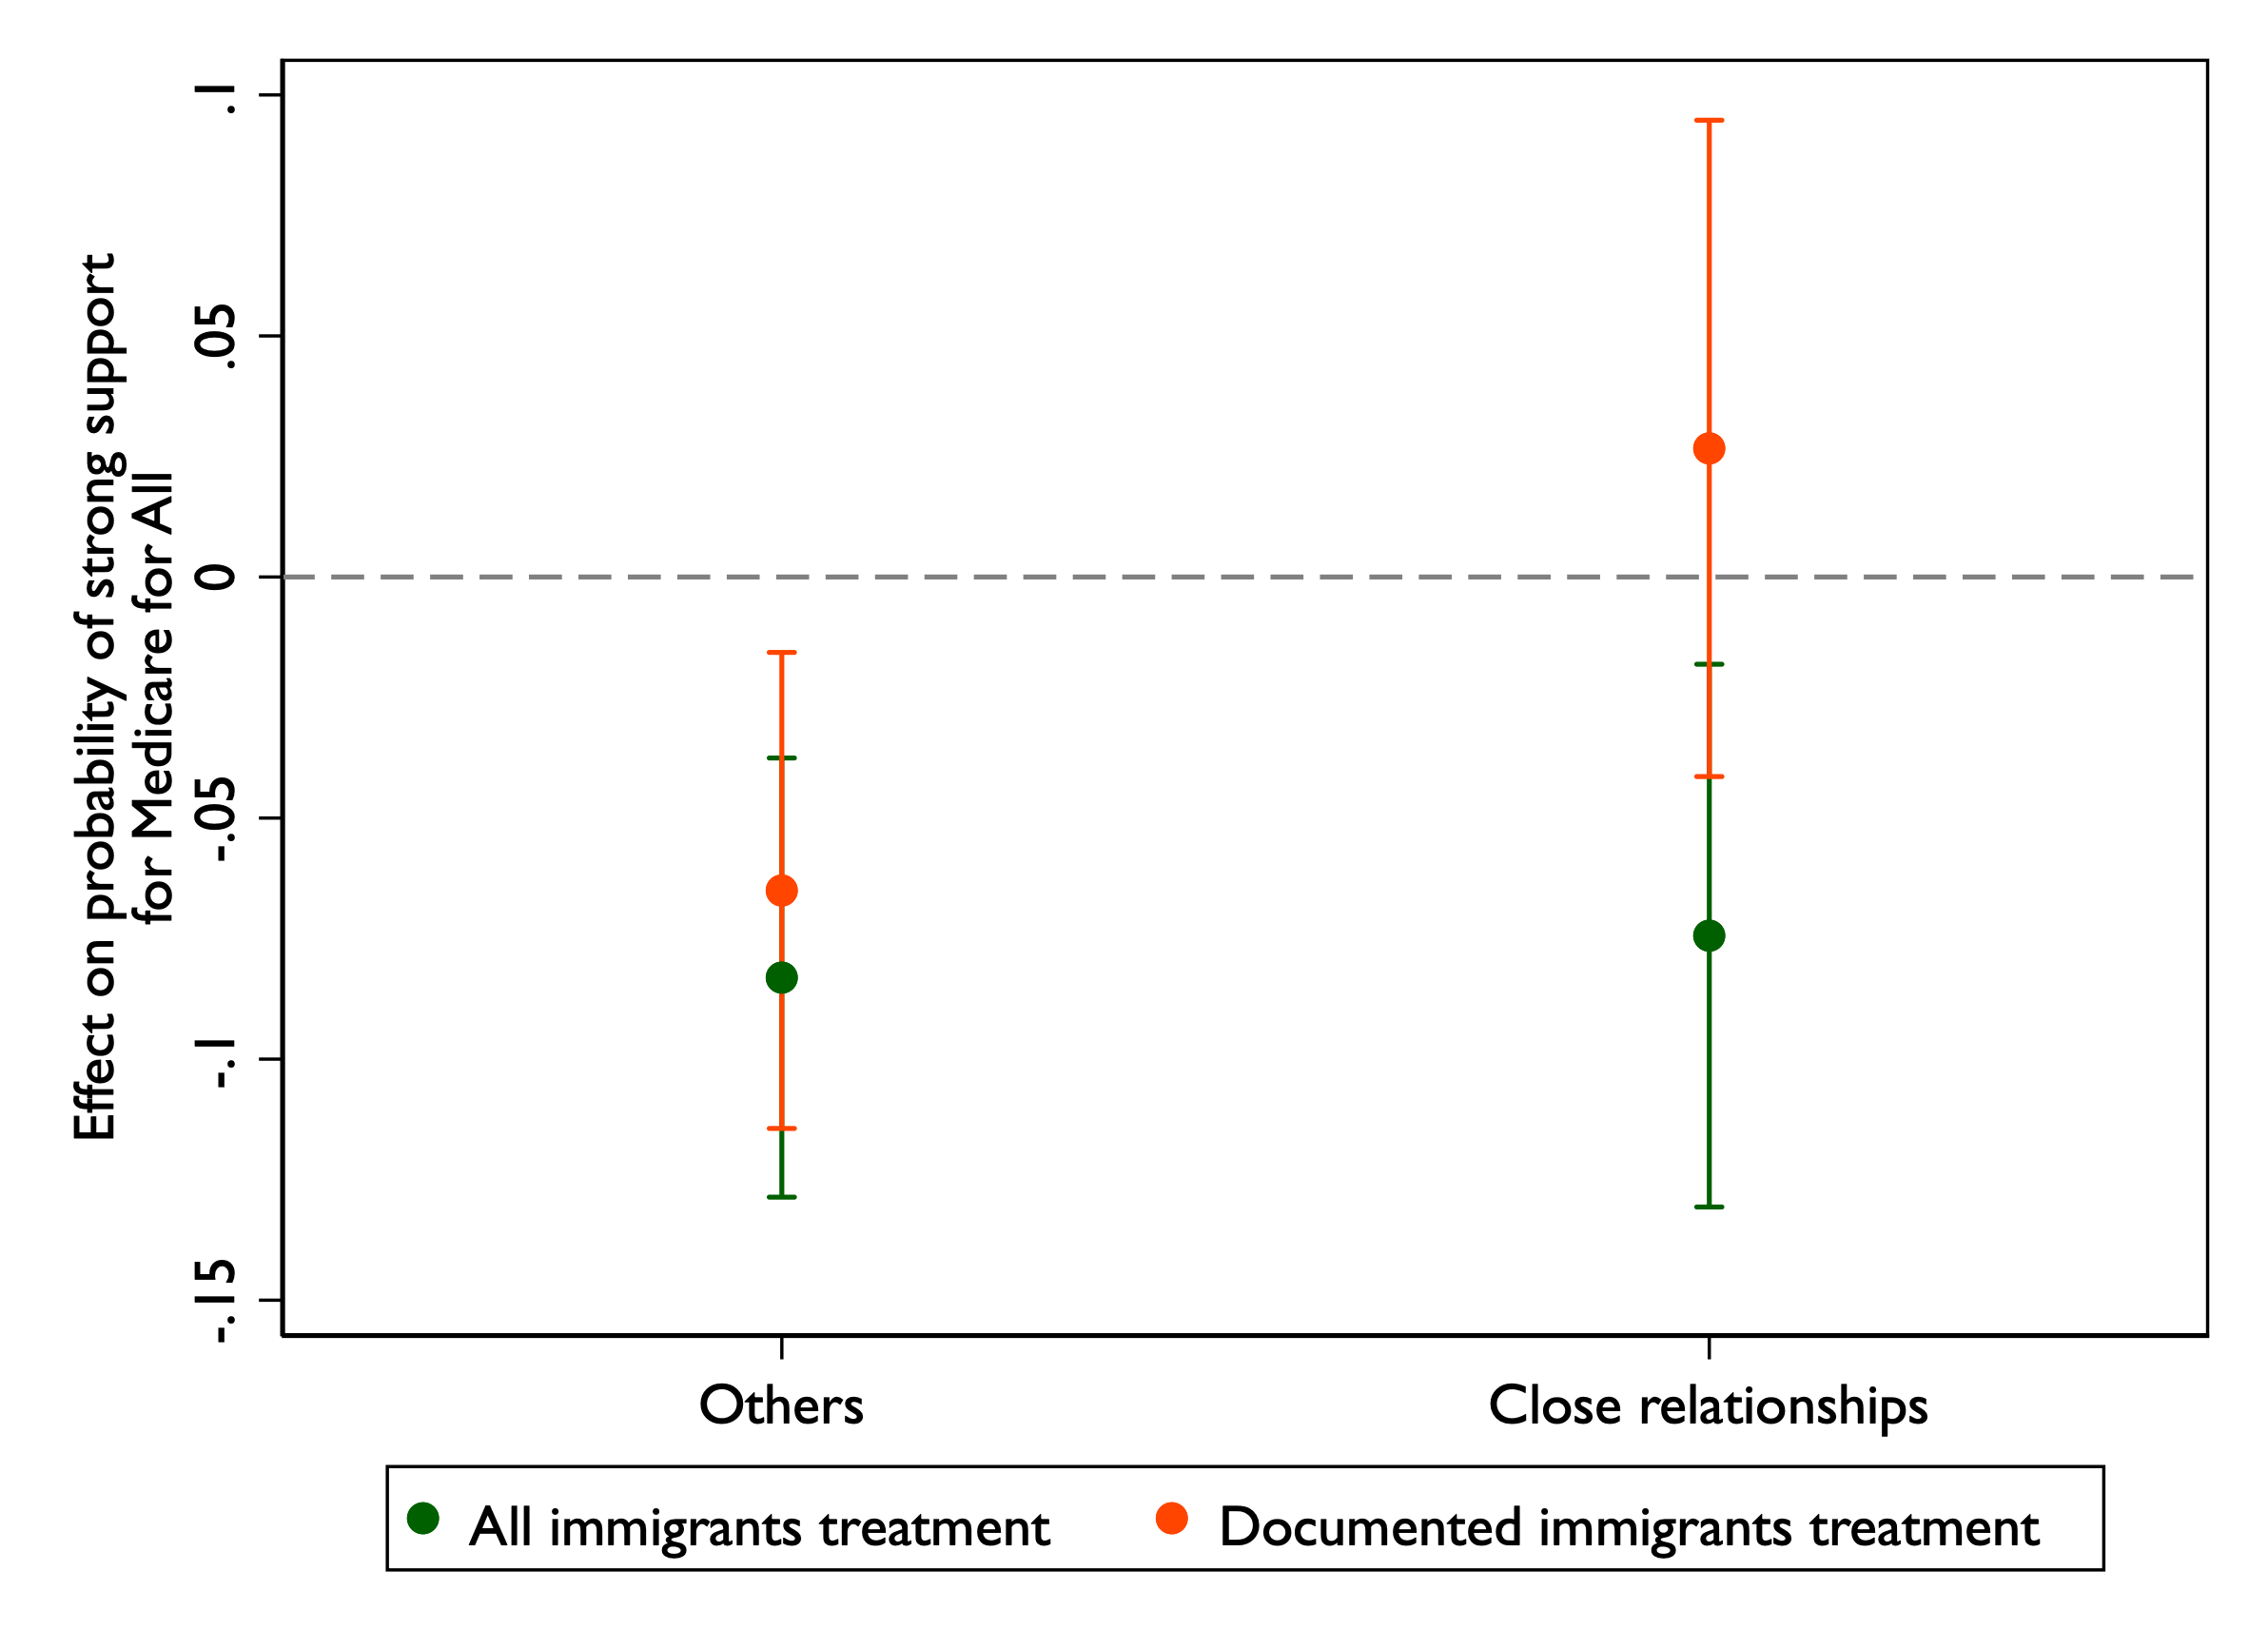 Effect on probability of strong support
for Medicare for All
.1
.05
0
-.05
-.1
-.15
Others
Close relationships
All immigrants treatment
Documented immigrants treatment